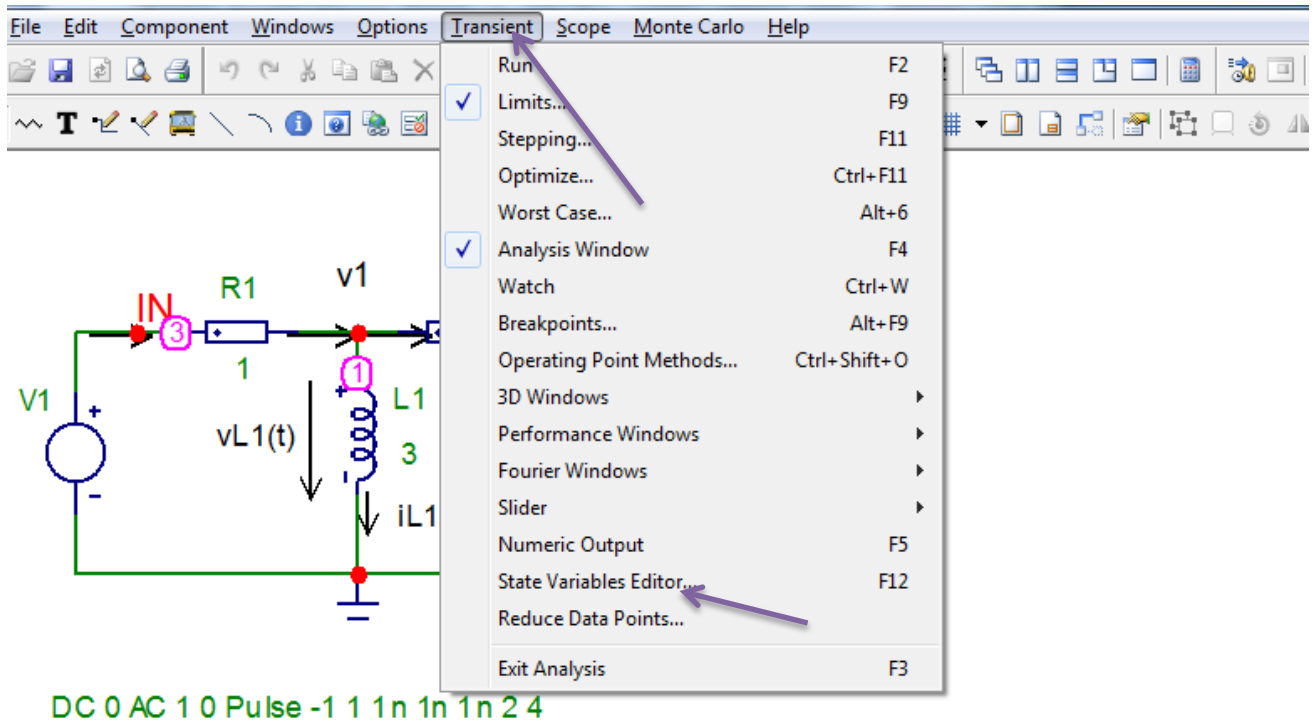 File Edit Component Windows Options Transient Scope Monte Carlo Help
T
Run F2
Limits... F9
Stepping... F11
Optimize... Ctrl+F11
Worst Case... Alt+6
Analysis Window F4
Watch Ctrl+W
Breakpoints... Alt+F9
Operating Point Methods... Ctrl+Shift+O
3D Windows
Performance Windows
Fourier Windows
Slider
Numeric Output F5
State Variables Editor... F12
Reduce Data Points...
Exit Analysis F3
IN R1 v1
3
1 1
V1 + + L1
vL1(t) 3
- iL1
DC 0 AC 1 0 Pulse -1 1 1n 1n 1n 2 4